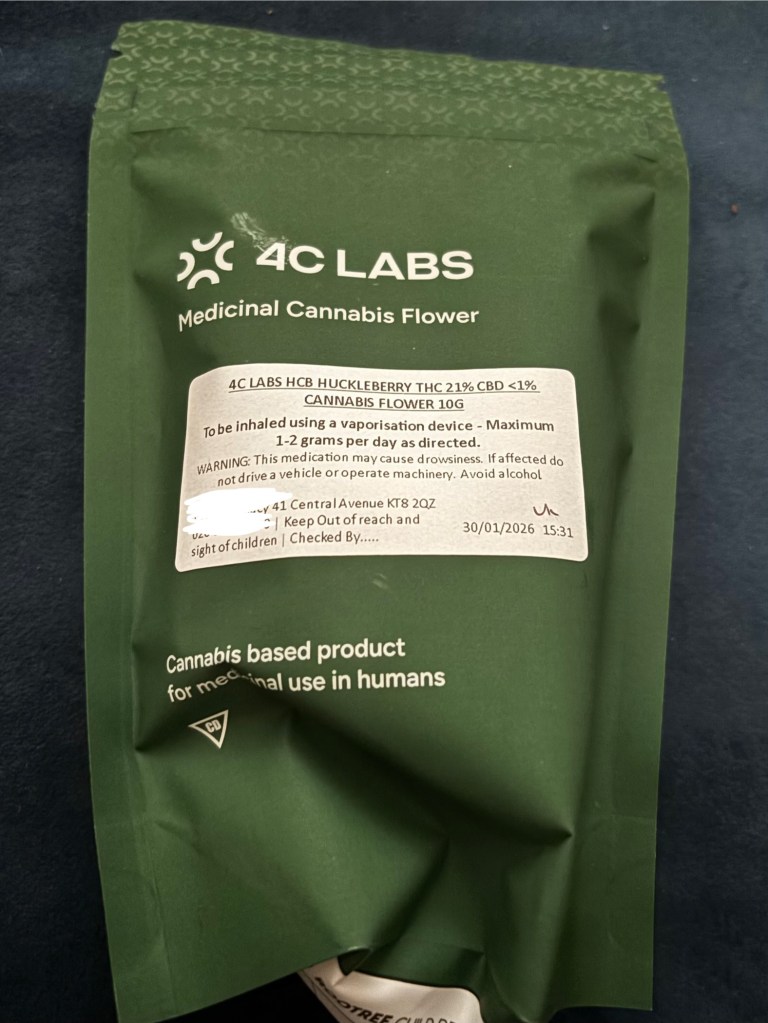 4C LABS
Medicinal Cannabis Flower
4C LABS HCB HUCKLEBERRY THC 21% CBD <1%
CANNABIS FLOWER 10G
To be inhaled using a vaporisation device - Maximum
1-2 grams per day as directed.
WARNING: This medication may cause drowsiness. If affected do
not drive a vehicle or operate machinery. Avoid alcohol
41 Central Avenue KT8 2QZ
| Keep Out of reach and
sight of children | Checked By.....
30/01/2026 15:31
Cannabis based product
for medicinal use in humans
CD